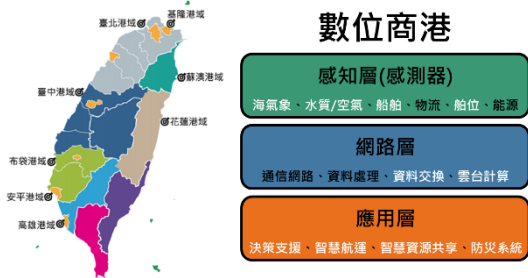 基隆港域
臺北港域
蘇澳港域
臺中港域
花蓮港域
布袋港域
安平港域
高雄港域
數位商港
感知層(感測器)
海氣象、水質/空氣、船舶、物流、舶位、能源
網路層
通信網路、資料處理、資料交換、雲台計算
應用層
決策支援、智慧航運、智慧資源共享、防災系統